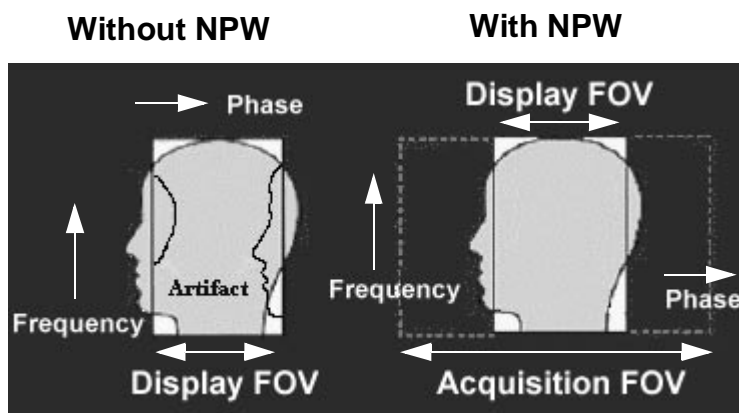 Without NPW
With NPW
Phase
Frequency
Artifact
Display FOV
Display FOV
Frequency
Phase
Acquisition FOV